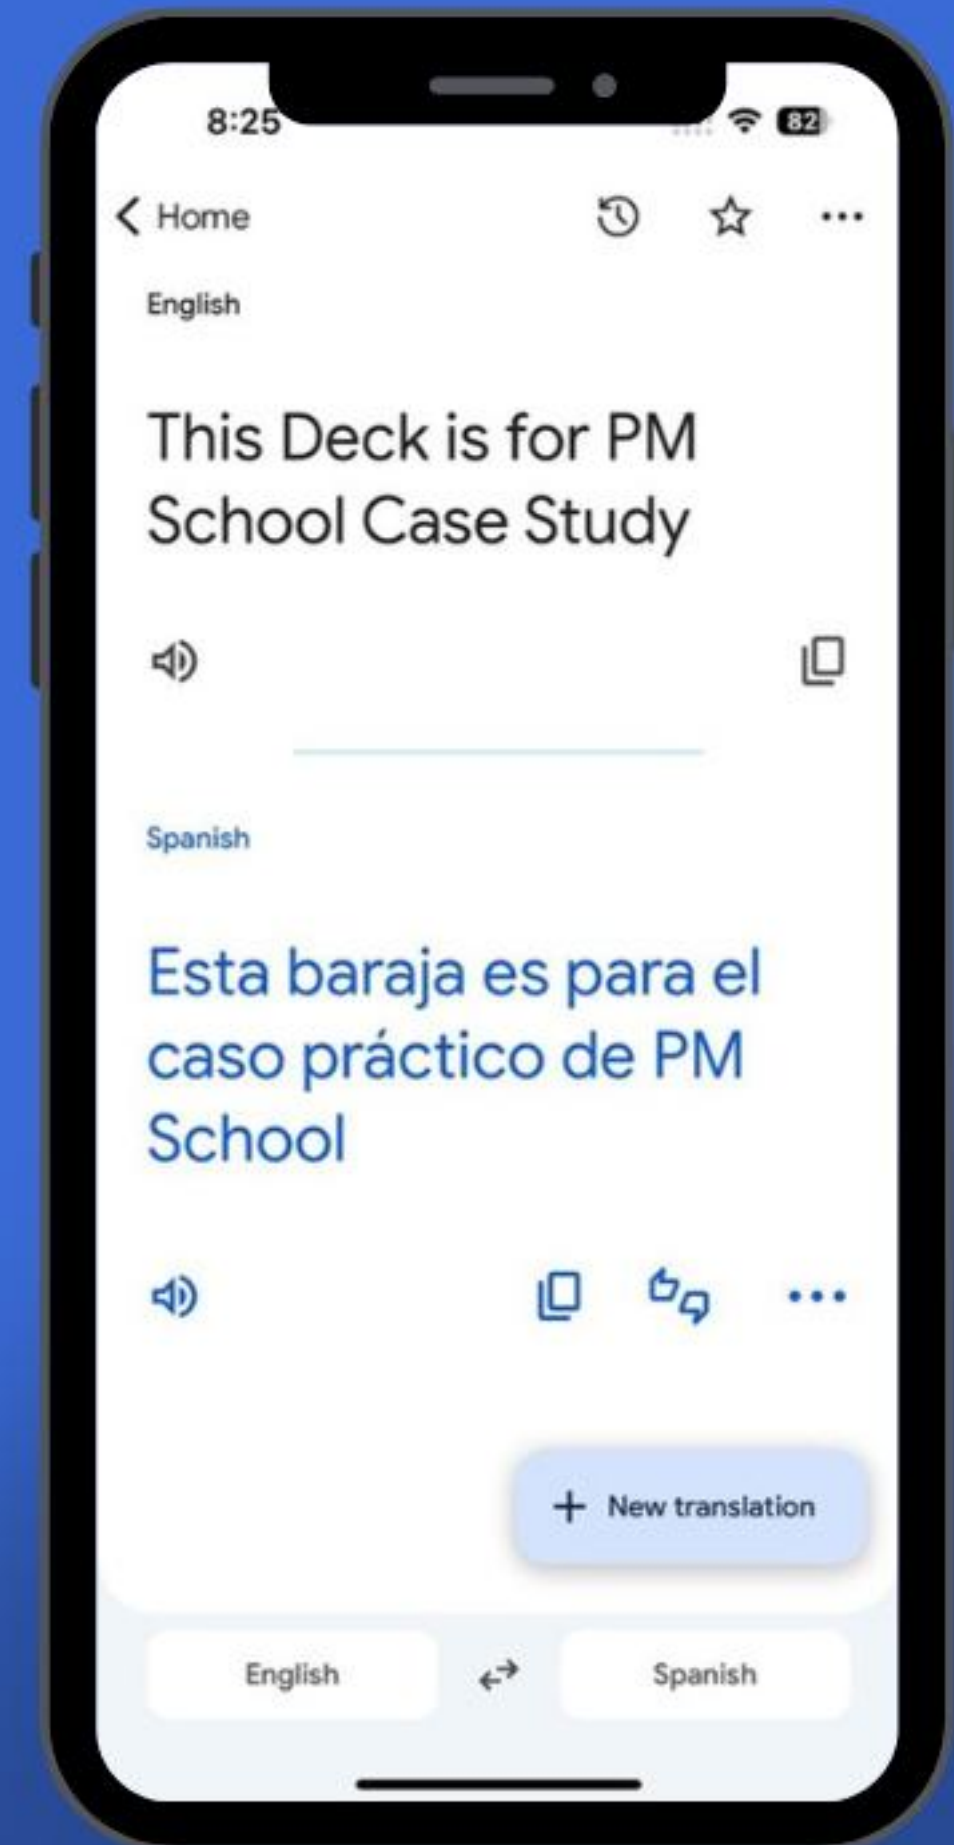 8:25
82
Home
English
This Deck is for PM
School Case Study
Spanish
Esta baraja es para el
caso práctico de PM
School
+ New translation
English
Spanish